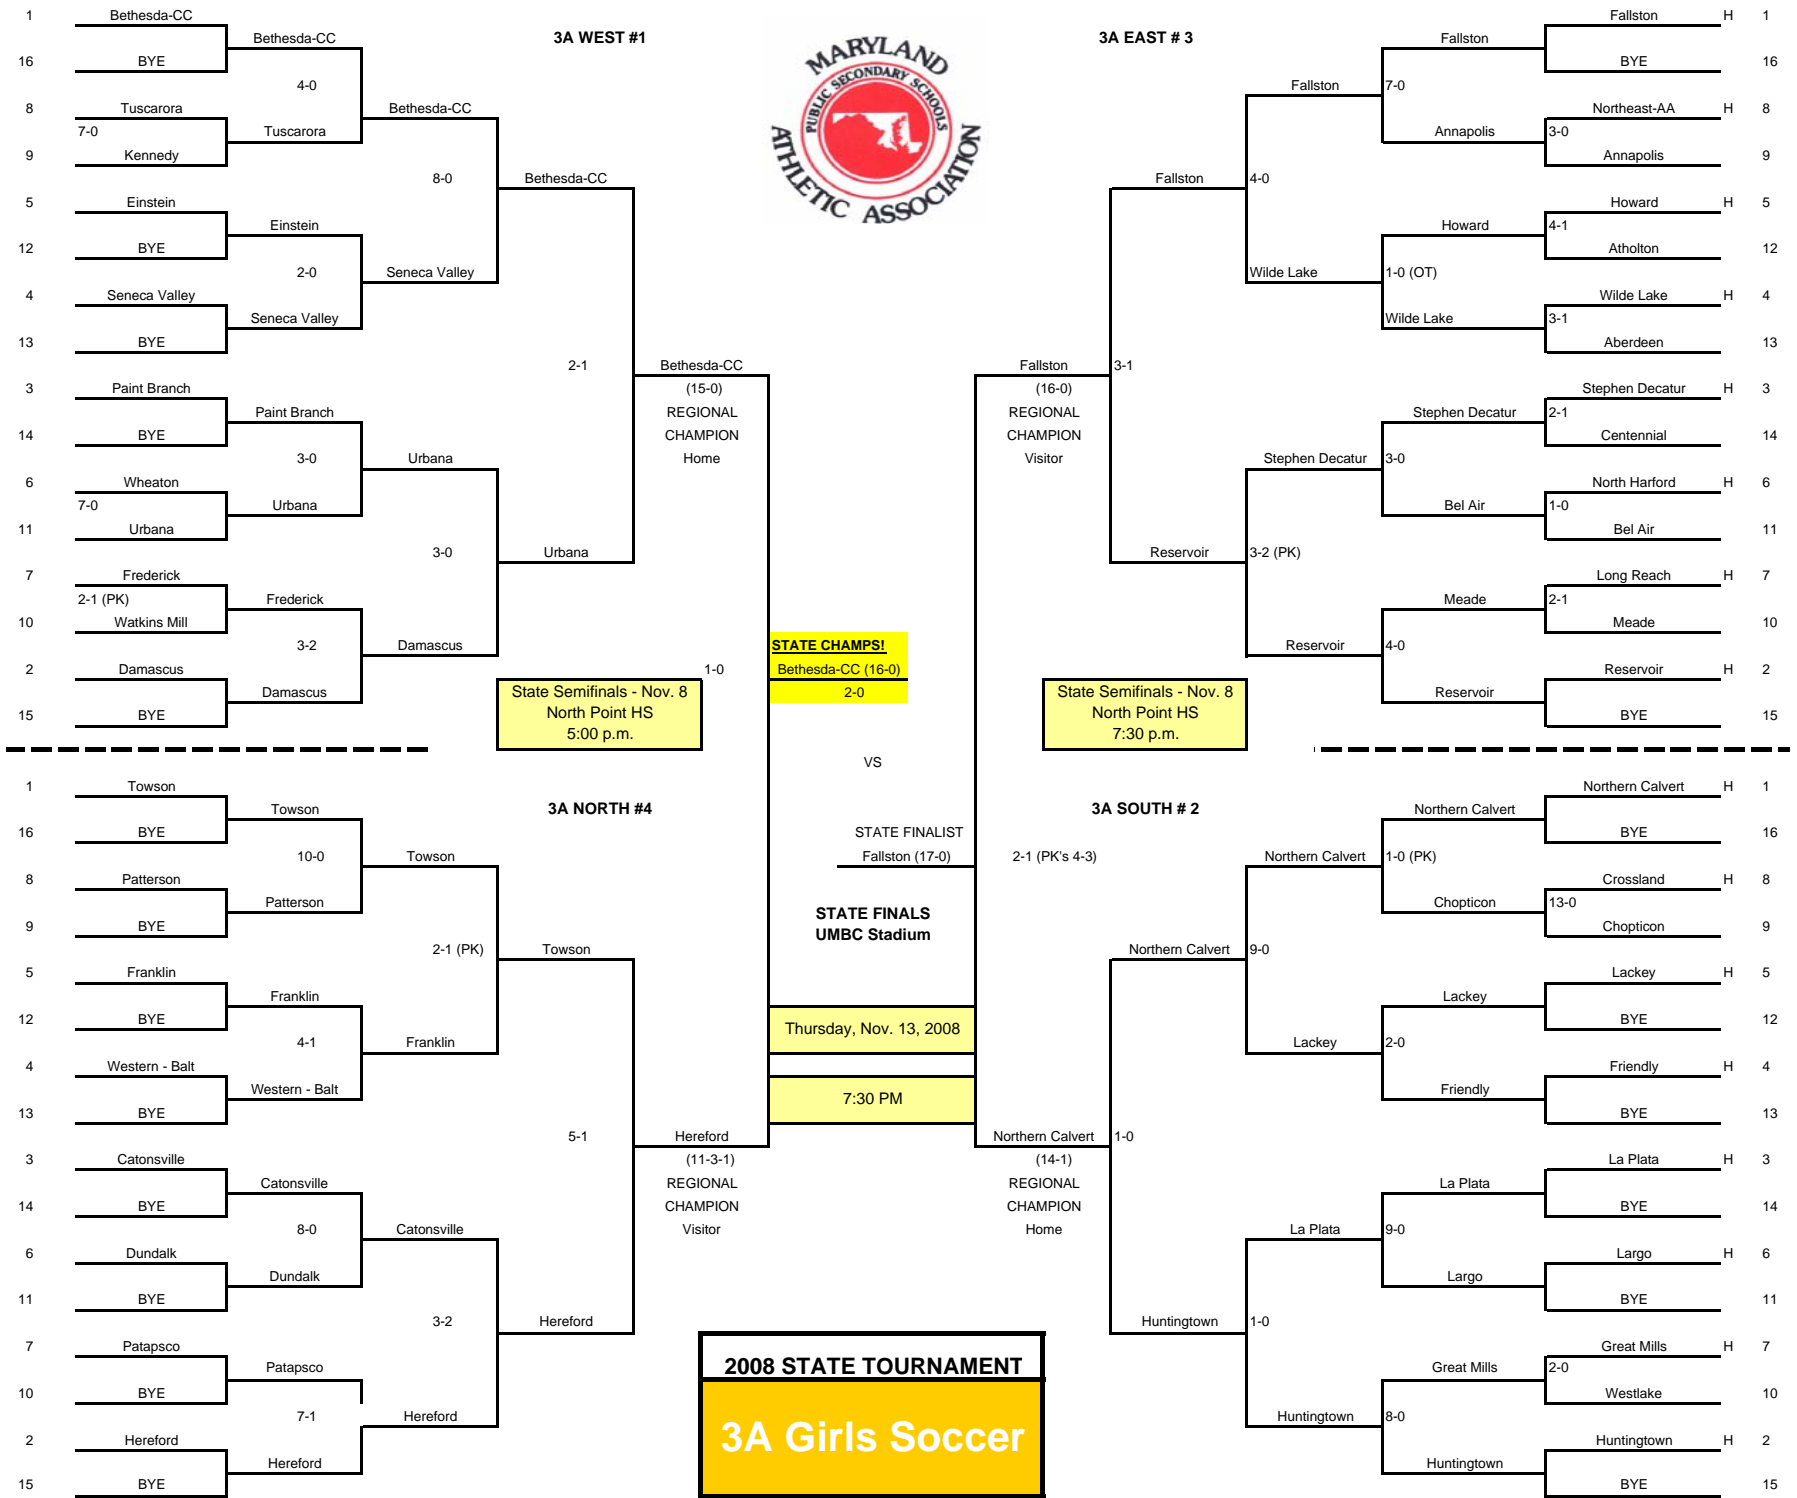 1 Bethesda-CC
Bethesda-CC
16 BYE
4-0
8 Tuscarora
Bethesda-CC
7-0
Tuscarora
9 Kennedy
8-0
Bethesda-CC
5 Einstein
Einstein
12 BYE
2-0
Seneca Valley
4 Seneca Valley
Seneca Valley
13 BYE
2-1
Bethesda-CC
(15-0)
REGIONAL
CHAMPION
Home
3 Paint Branch
Paint Branch
14 BYE
3-0
Urbana
6 Wheaton
7-0
Urbana
11 Urbana
3-0
Urbana
7 Frederick
2-1 (PK)
Frederick
10 Watkins Mill
3-2
Damascus
2 Damascus
Damascus
15 BYE
3A WEST #1
MARYLAND
PUBLIC SECONDARY SCHOOLS
ATHLETIC ASSOCIATION
3A EAST # 3
Fallston H 1
Fallston
BYE 16
Fallston
7-0
Northeast-AA H 8
Annapolis
3-0
Annapolis 9
Fallston
4-0
Howard H 5
Howard
4-1
Atholton 12
Wilde Lake
1-0 (OT)
Wilde Lake H 4
Wilde Lake
3-1
Aberdeen 13
Fallston
3-1
(16-0)
REGIONAL
CHAMPION
Visitor
Stephen Decatur H 3
Stephen Decatur
2-1
Centennial 14
Stephen Decatur
3-0
North Harford H 6
Bel Air
1-0
Bel Air 11
Reservoir
3-2 (PK)
Long Reach H 7
Meade
2-1
Meade 10
Reservoir
4-0
Reservoir H 2
Reservoir
BYE 15
1-0
STATE CHAMPS!
Bethesda-CC (16-0)
2-0
State Semifinals - Nov. 8
North Point HS
5:00 p.m.
State Semifinals - Nov. 8
North Point HS
7:30 p.m.
VS
STATE FINALIST
Fallston (17-0)
2-1 (PK's 4-3)
STATE FINALS
UMBC Stadium
Thursday, Nov. 13, 2008
7:30 PM
3A NORTH #4
1 Towson
Towson
16 BYE
10-0
Towson
8 Patterson
Patterson
9 BYE
2-1 (PK)
Towson
5 Franklin
Franklin
12 BYE
4-1
Franklin
4 Western - Balt
Western - Balt
13 BYE
5-1
Hereford
(11-3-1)
REGIONAL
CHAMPION
Visitor
3 Catonsville
Catonsville
14 BYE
8-0
Catonsville
6 Dundalk
Dundalk
11 BYE
3-2
Hereford
7 Patapsco
Patapsco
10 BYE
7-1
Hereford
2 Hereford
Hereford
15 BYE
3A SOUTH # 2
Northern Calvert H 1
Northern Calvert
BYE 16
Northern Calvert
1-0 (PK)
Crossland H 8
Chopticon
13-0
Chopticon 9
Northern Calvert
9-0
Lackey H 5
Lackey
BYE 12
Lackey
2-0
Friendly H 4
Friendly
BYE 13
Northern Calvert
1-0
(14-1)
REGIONAL
CHAMPION
Home
La Plata H 3
La Plata
BYE 14
La Plata
9-0
Largo H 6
Largo
BYE 11
Huntingtown
1-0
Great Mills H 7
Great Mills
2-0
Westlake 10
Huntingtown
8-0
Huntingtown H 2
Huntingtown
BYE 15
2008 STATE TOURNAMENT
3A Girls Soccer